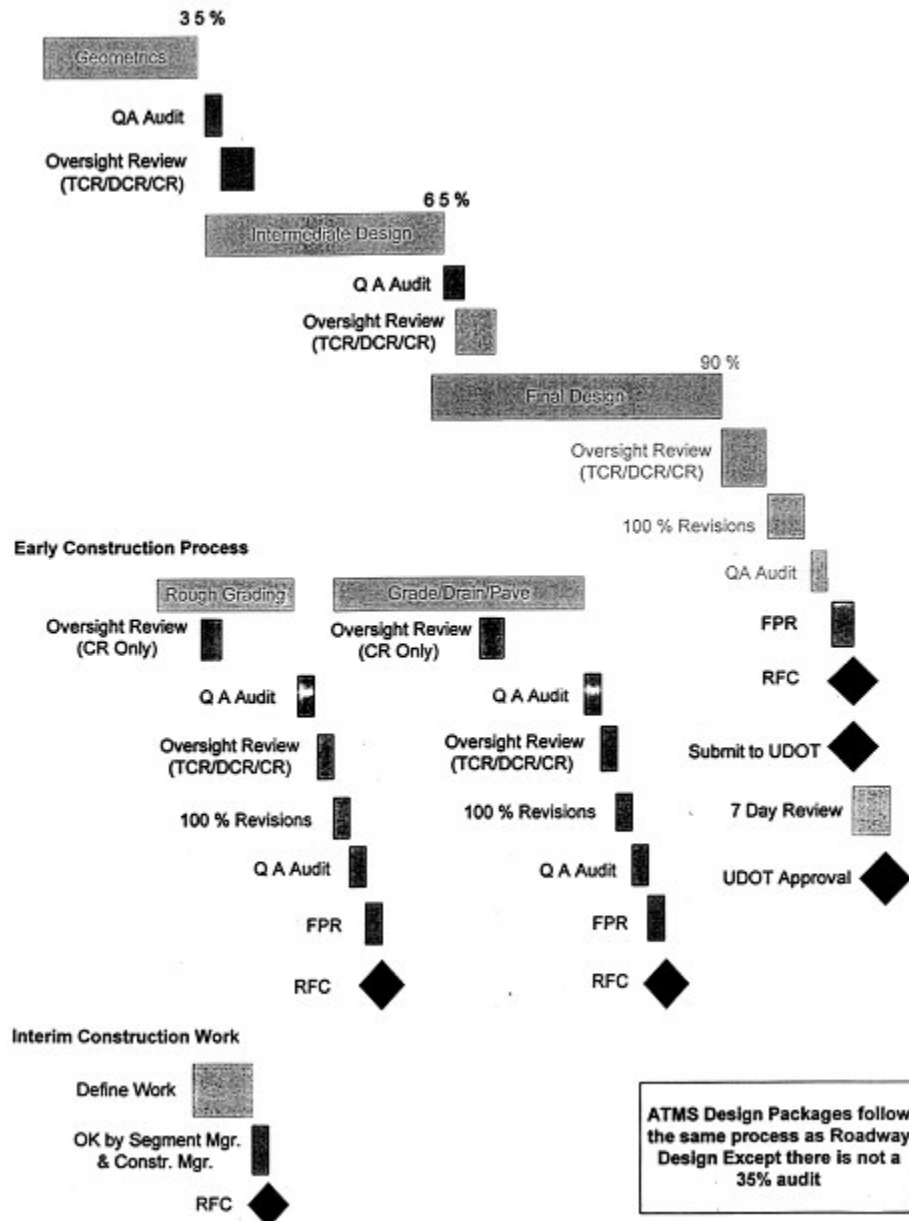 35%
Geometrics
QA Audit
Oversight Review
(TCR/DCR/CR)
65%
Intermediate Design
Q A Audit
Oversight Review
(TCR/DCR/CR)
90 %
Final Design
Oversight Review
(TCR/DCR/CR)
100 % Revisions
QA Audit
FPR
RFC
Submit to UDOT
7 Day Review
UDOT Approval
Early Construction Process
Rough Grading
Oversight Review
(CR Only)
Q A Audit
Oversight Review
(TCR/DCR/CR)
100 % Revisions
Q A Audit
FPR
RFC
Grade/Drain/Pave
Oversight Review
(CR Only)
Q A Audit
Oversight Review
(TCR/DCR/CR)
100 % Revisions
Q A Audit
FPR
RFC
Interim Construction Work
Define Work
OK by Segment Mgr.
& Constr. Mgr.
RFC
ATMS Design Packages follow
the same process as Roadway
Design Except there is not a
35% audit